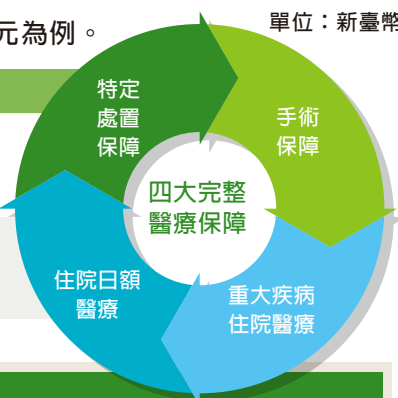 元為例。
單位：新臺幣
特定
處置
保障
手術
保障
四大完整
醫療保障
住院日額
醫療
重大疾病
住院醫療